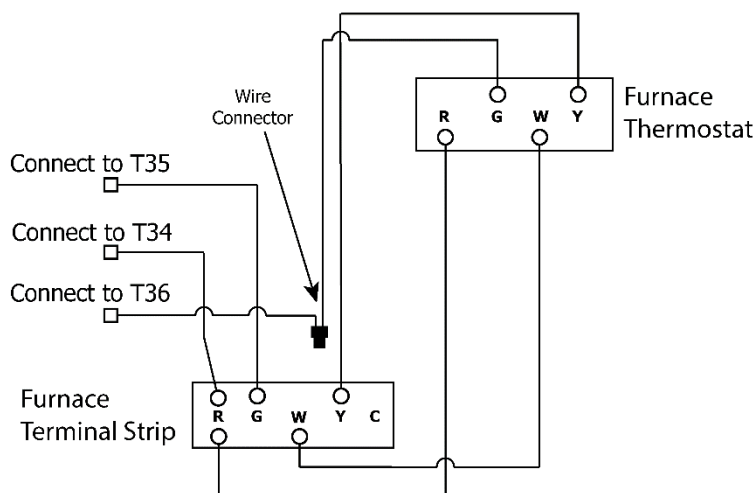 Wire
Connector
Furnace
Thermostat
R G W Y
Connect to T35
Connect to T34
Connect to T36
Furnace
Terminal Strip
R G W Y C